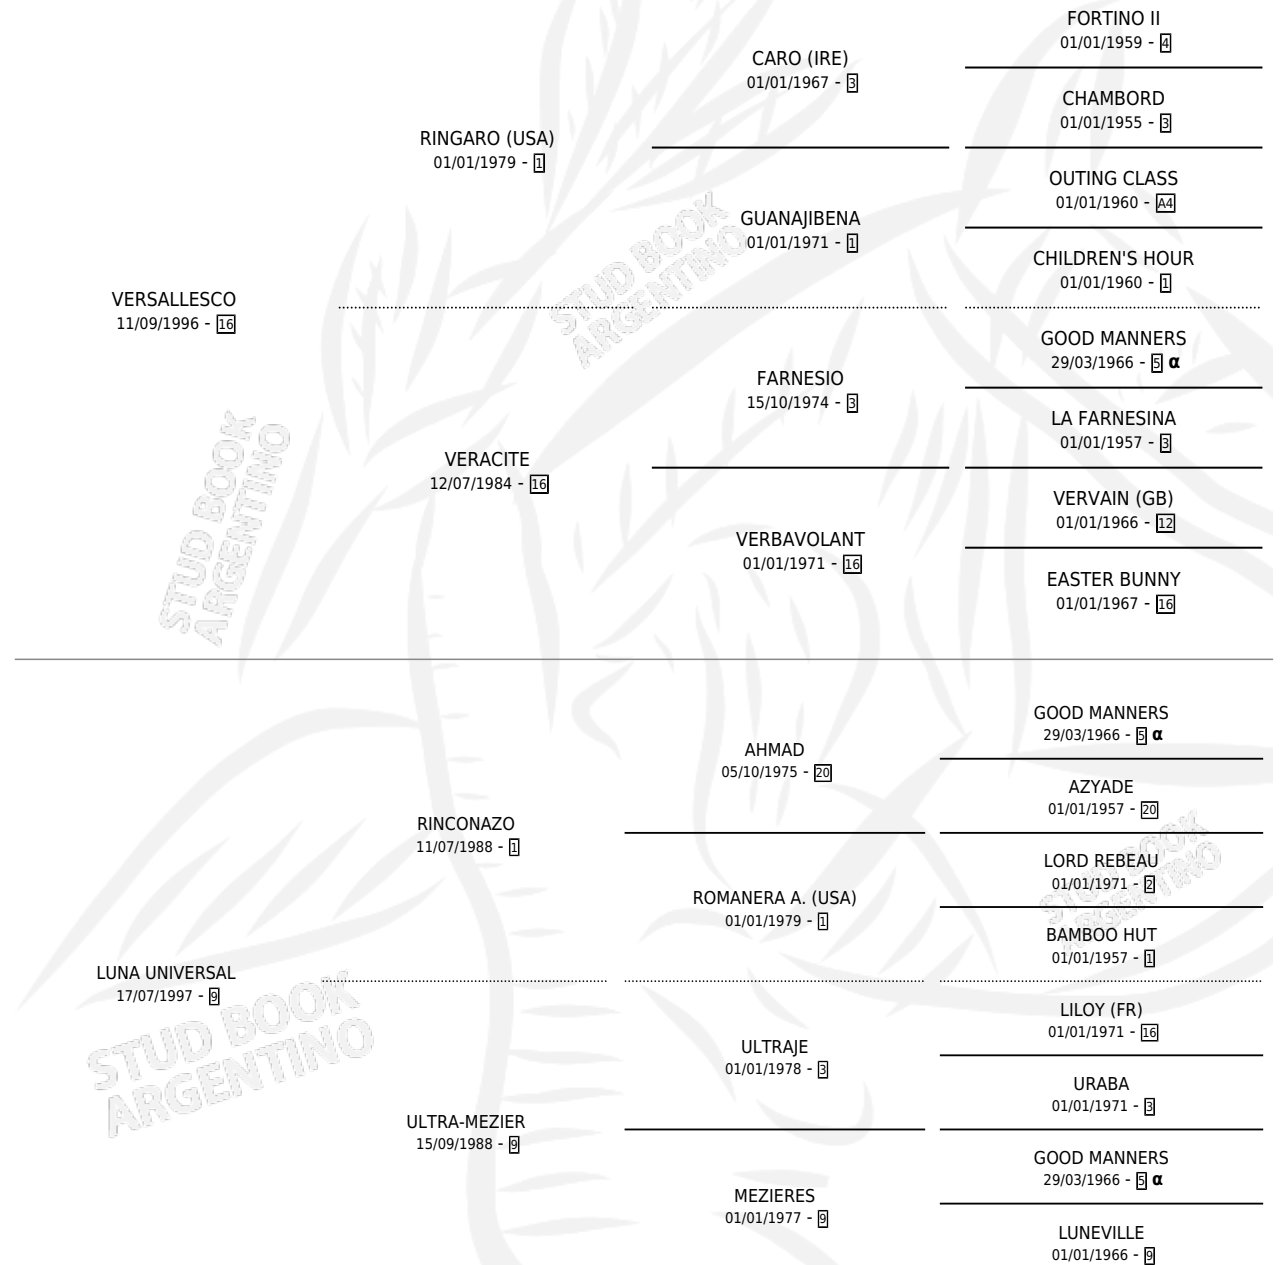 FORTINO II
01/01/1959 - 4
CARO (IRE)
01/01/1967 - 3
CHAMBORD
01/01/1955 - 3
RINGARO (USA)
01/01/1979 - 1
OUTING CLASS
01/01/1960 - A4
GUANAJIBENA
01/01/1971 - 1
CHILDREN'S HOUR
01/01/1960 - 1
STUD BOOK
ARGENTINO
VERSALLESCO
11/09/1996 - 16
GOOD MANNERS
29/03/1966 - 5 α
FARNESIO
15/10/1974 - 3
LA FARNESINA
01/01/1957 - 3
VERACITE
12/07/1984 - 16
VERVAIN (GB)
01/01/1966 - 12
VERBAVOLANT
01/01/1971 - 16
EASTER BUNNY
01/01/1967 - 16
STUD BOOK
ARGENTINO
GOOD MANNERS
29/03/1966 - 5 α
AHMAD
05/10/1975 - 20
AZYADE
01/01/1957 - 20
RINCONAZO
11/07/1988 - 1
LORD REBEAU
01/01/1971 - 2
ROMANERA A. (USA)
01/01/1979 - 1
BAMBOO HUT
01/01/1957 - 1
STUD BOOK
ARGENTINO
LUNA UNIVERSAL
17/07/1997 - 9
LILOY (FR)
01/01/1971 - 16
ULTRAJE
01/01/1978 - 3
URABA
01/01/1971 - 3
STUD BOOK
ARGENTINO
ULTRA-MEZIER
15/09/1988 - 9
GOOD MANNERS
29/03/1966 - 5 α
MEZIERES
01/01/1977 - 9
LUNEVILLE
01/01/1966 - 9